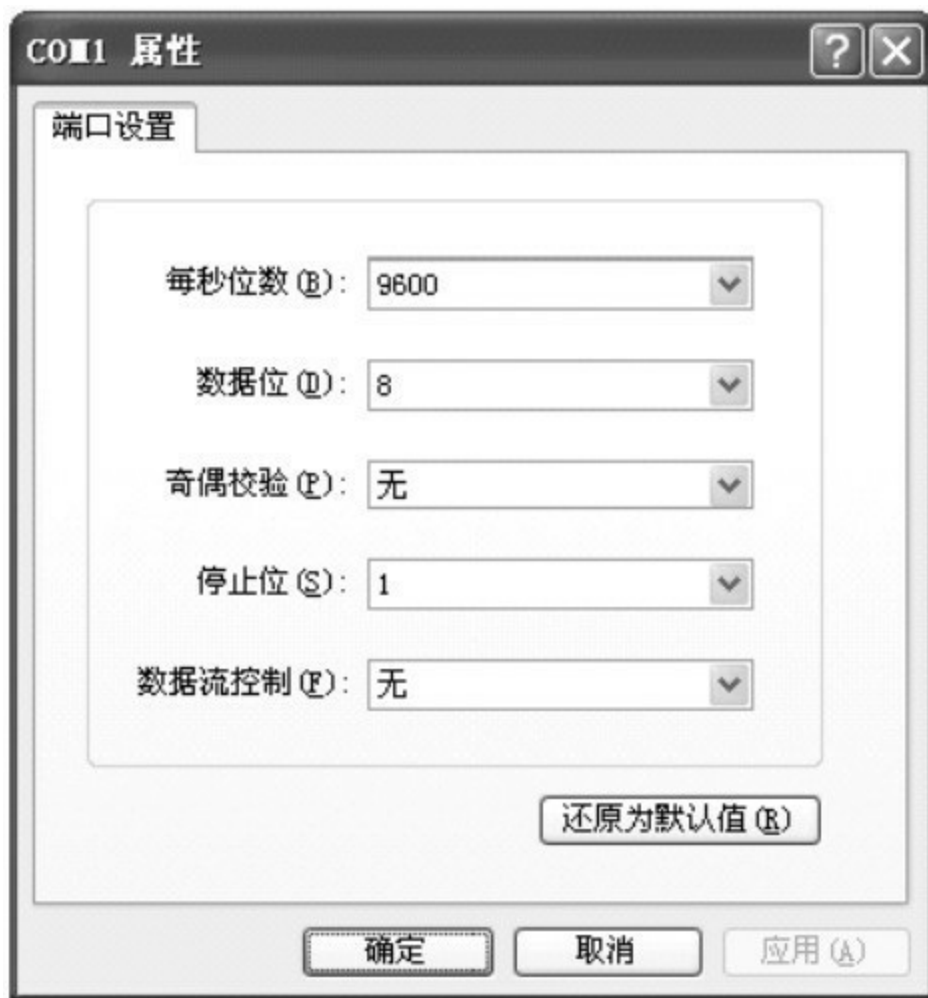 COM1 属性
端口设置
每秒位数(B): 9600
数据位(D): 8
奇偶校验(P): 无
停止位(S): 1
数据流控制(F): 无
还原为默认值(R)
确定 取消 应用(A)